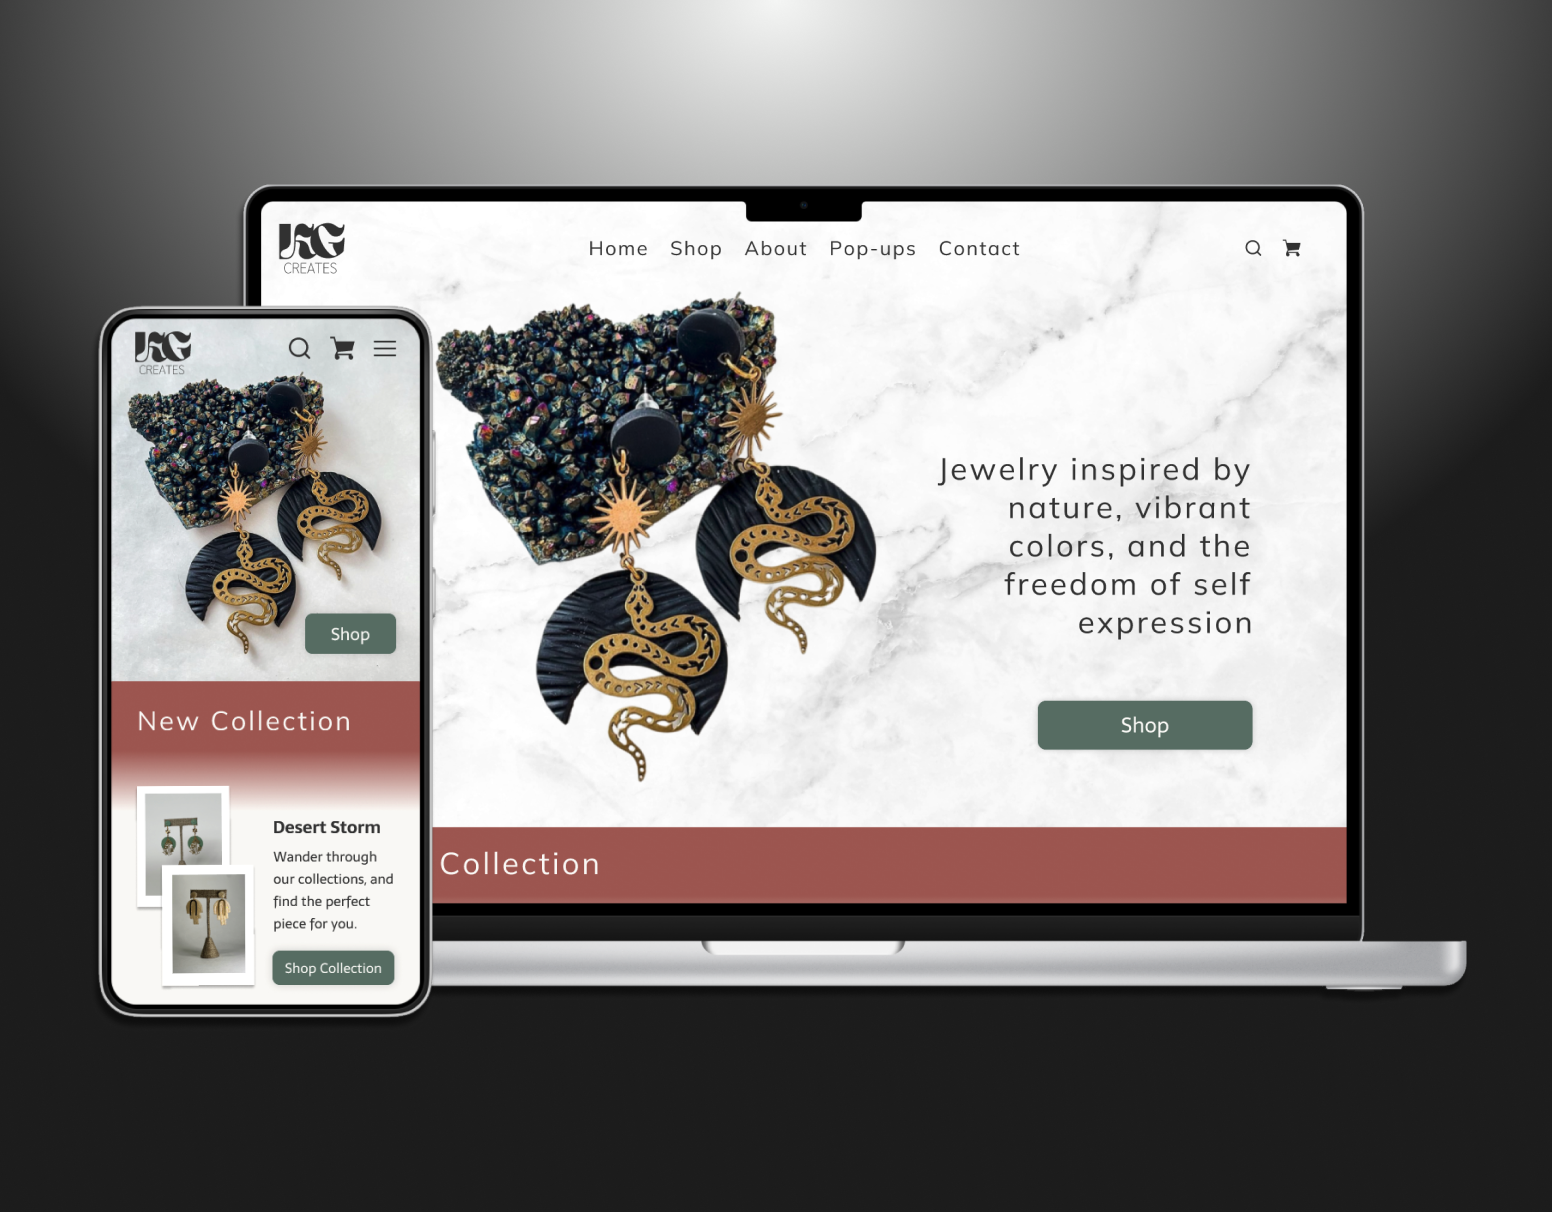 JAG
CREATES
Home Shop About Pop-ups Contact
Jewelry inspired by
nature, vibrant
colors, and the
freedom of self
expression
Shop
Collection
JAG
CREATES
Shop
New Collection
Desert Storm
Wander through
our collections, and
find the perfect
piece for you.
Shop Collection